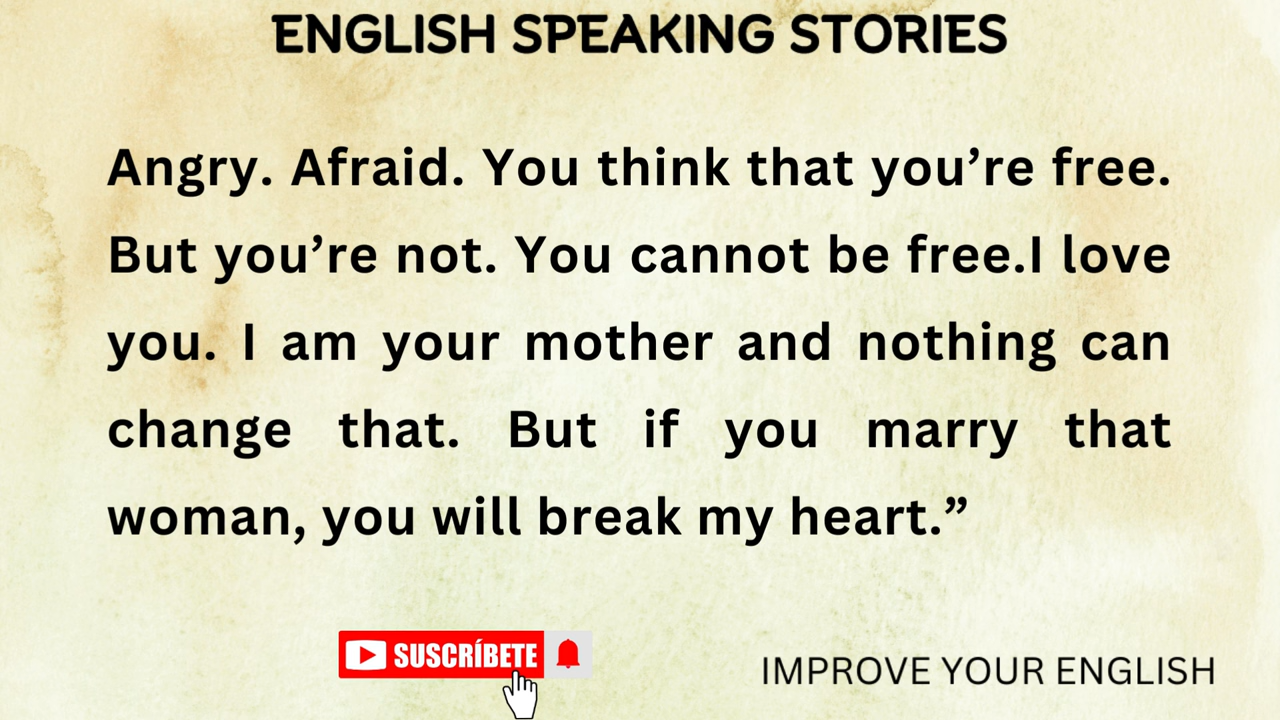 ENGLISH SPEAKING STORIES
Angry. Afraid. You think that you’re free.
But you’re not. You cannot be free.I love
you. I am your mother and nothing can
change that. But if you marry that
woman, you will break my heart.”
SUSCRÍBETE
IMPROVE YOUR ENGLISH